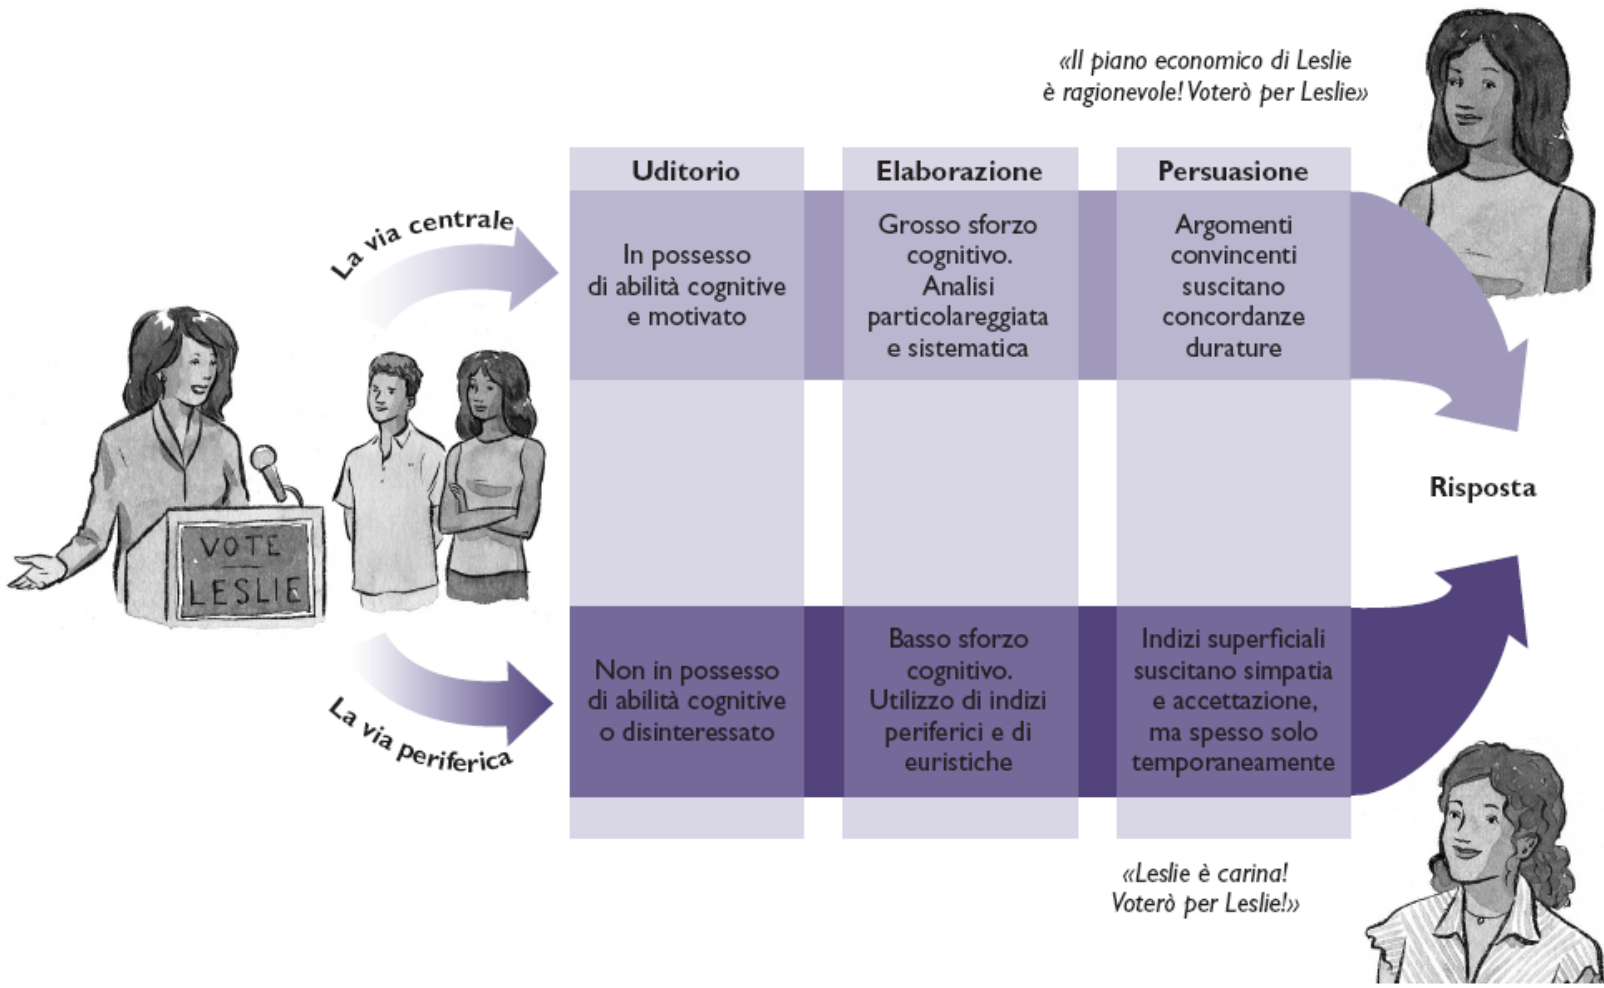 «Il piano economico di Leslie
è ragionevole! Voterò per Leslie»
Uditorio
Elaborazione
Persuasione
La via centrale
In possesso
di abilità cognitive
e motivato
Grosso sforzo
cognitivo.
Analisi
particolareggiata
e sistematica
Argomenti
convincenti
suscitano
concordanze
durature
Risposta
VOTE
LESLIE
La via periferica
Non in possesso
di abilità cognitive
o disinteressato
Basso sforzo
cognitivo.
Utilizzo di indizi
periferici e di
euristiche
Indizi superficiali
suscitano simpatia
e accettazione,
ma spesso solo
temporaneamente
«Leslie è carina!
Voterò per Leslie!»